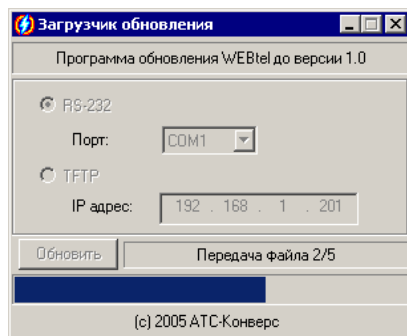 Загрузчик обновления
Программа обновления WEBtel до версии 1.0
RS-232
Порт: COM1
TFTP
IP адрес: 192 . 168 . 1 . 201
Обновить Передача файла 2/5
(c) 2005 АТС-Конверс